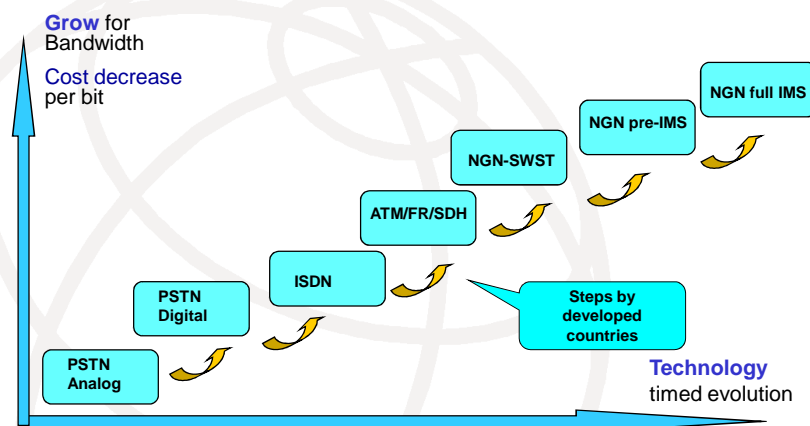 Grow for
Bandwidth
Cost decrease
per bit
NGN full IMS
NGN pre-IMS
NGN-SWST
ATM/FR/SDH
ISDN
PSTN
Digital
PSTN
Analog
Steps by
developed
countries
Technology
timed evolution